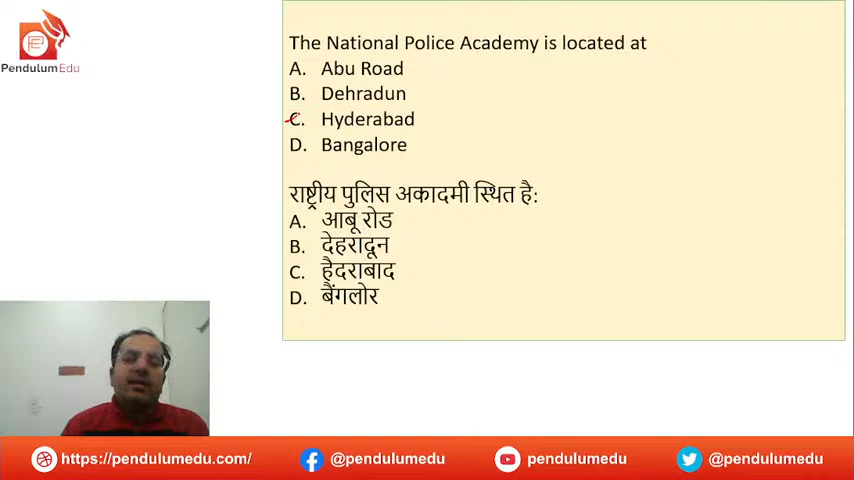 PendulumEdu
The National Police Academy is located at
A. Abu Road
B. Dehradun
C. Hyderabad
D. Bangalore
राष्ट्रीय पुलिस अकादमी स्थित है:
A. आबू रोड
B. देहरादून
C. हैदराबाद
D. बैंगलोर
https://pendulumedu.com/ @pendulumedu pendulumedu @pendulumedu